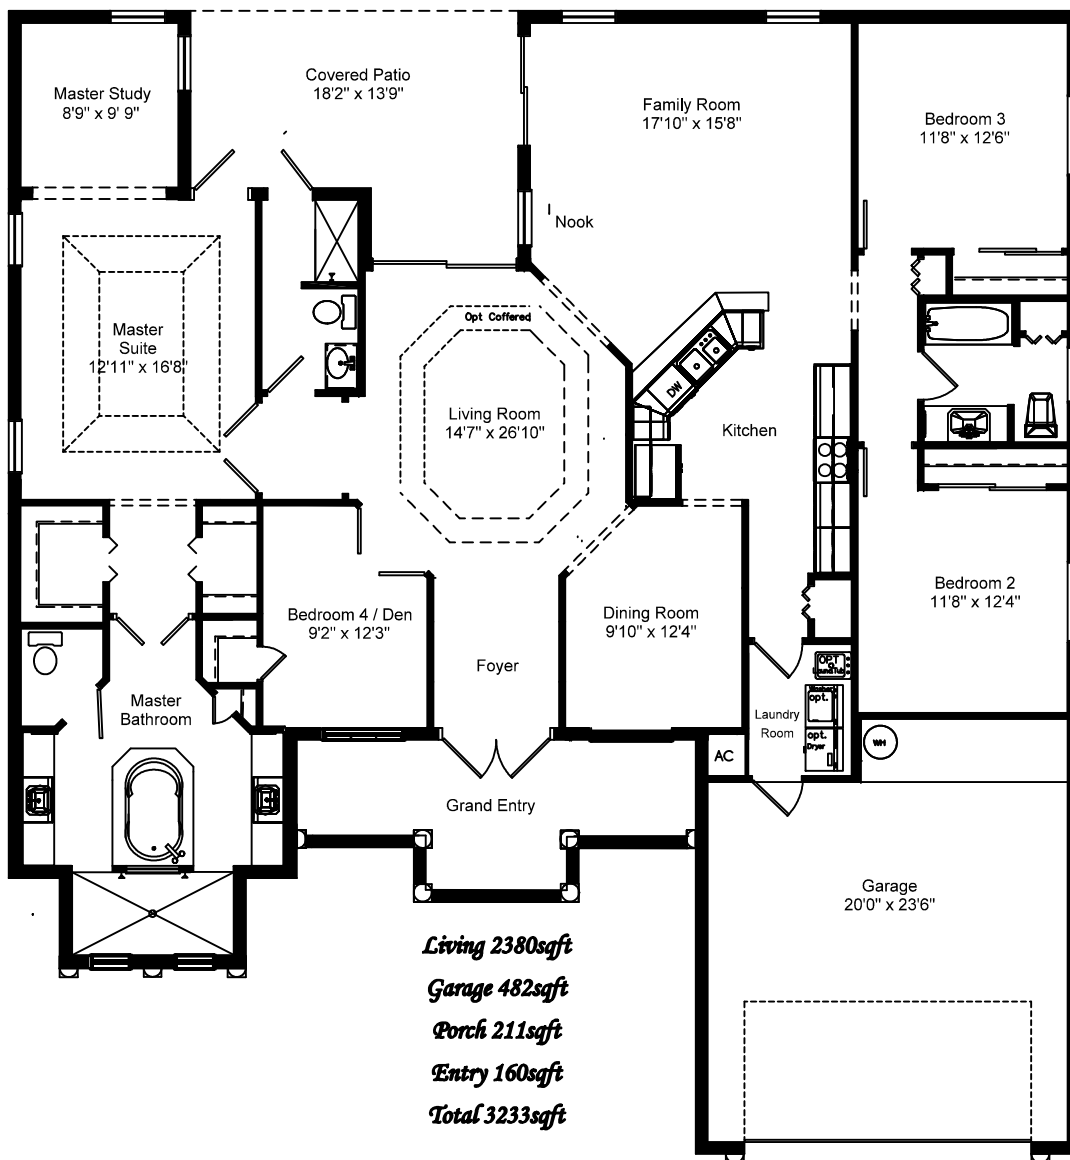 Master Study
8'9" x 9' 9"
Covered Patio
18'2" x 13'9"
Family Room
17'10" x 15'8"
Bedroom 3
11'8" x 12'6"
Nook
Opt Coffered
Master
Suite
12'11" x 16'8"
Living Room
14'7" x 26'10"
DW
Kitchen
Bedroom 4 / Den
9'2" x 12'3"
Dining Room
9'10" x 12'4"
Bedroom 2
11'8" x 12'4"
Foyer
OPT
LaundTub
Master
Bathroom
Laundry
Room
Washer
opt.
opt.
Dryer
WH
AC
Grand Entry
Garage
20'0" x 23'6"
Living 2380sqft
Garage 482sqft
Porch 211sqft
Entry 160sqft
Total 3233sqft